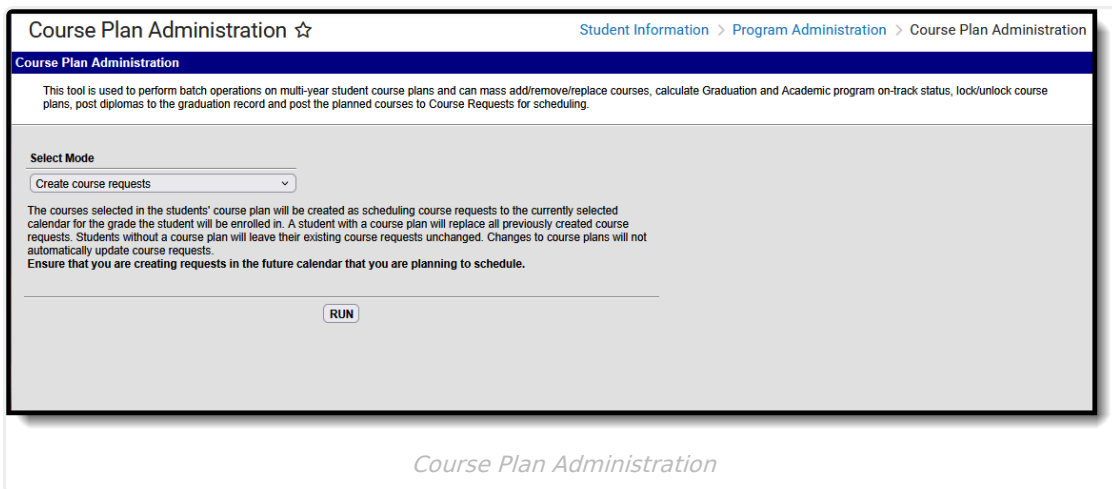 Course Plan Administration ☆
Student Information > Program Administration > Course Plan Administration
Course Plan Administration
This tool is used to perform batch operations on multi-year student course plans and can mass add/remove/replace courses, calculate Graduation and Academic program on-track status, lock/unlock course
plans, post diplomas to the graduation record and post the planned courses to Course Requests for scheduling.
Select Mode
Create course requests
The courses selected in the students' course plan will be created as scheduling course requests to the currently selected
calendar for the grade the student will be enrolled in. A student with a course plan will replace all previously created course
requests. Students without a course plan will leave their existing course requests unchanged. Changes to course plans will not
automatically update course requests.
Ensure that you are creating requests in the future calendar that you are planning to schedule.
RUN
Course Plan Administration